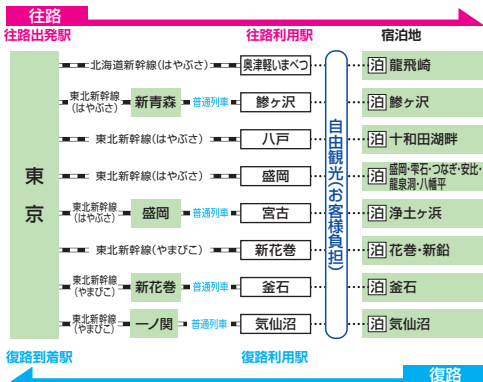 往路
往路出発駅 往路利用駅 宿泊地
東京
北海道新幹線(はやぶさ) 奥津軽いまべつ 泊 龍飛崎
東北新幹線
(はやぶさ) 新青森 普通列車 鰺ヶ沢 泊 鰺ヶ沢
東北新幹線(はやぶさ) 八戸 泊 十和田湖畔
東北新幹線(はやぶさ) 盛岡 泊 盛岡・雫石・つなぎ・安比・
龍泉洞・八幡平
東北新幹線
(はやぶさ) 盛岡 普通列車 宮古 泊 浄土ヶ浜
東北新幹線(やまびこ) 新花巻 泊 花巻・新鉛
東北新幹線
(やまびこ) 新花巻 普通列車 釜石 泊 釜石
東北新幹線
(やまびこ) 一ノ関 普通列車 気仙沼 泊 気仙沼
自由観光(お客様負担)
復路到着駅 復路利用駅
復路